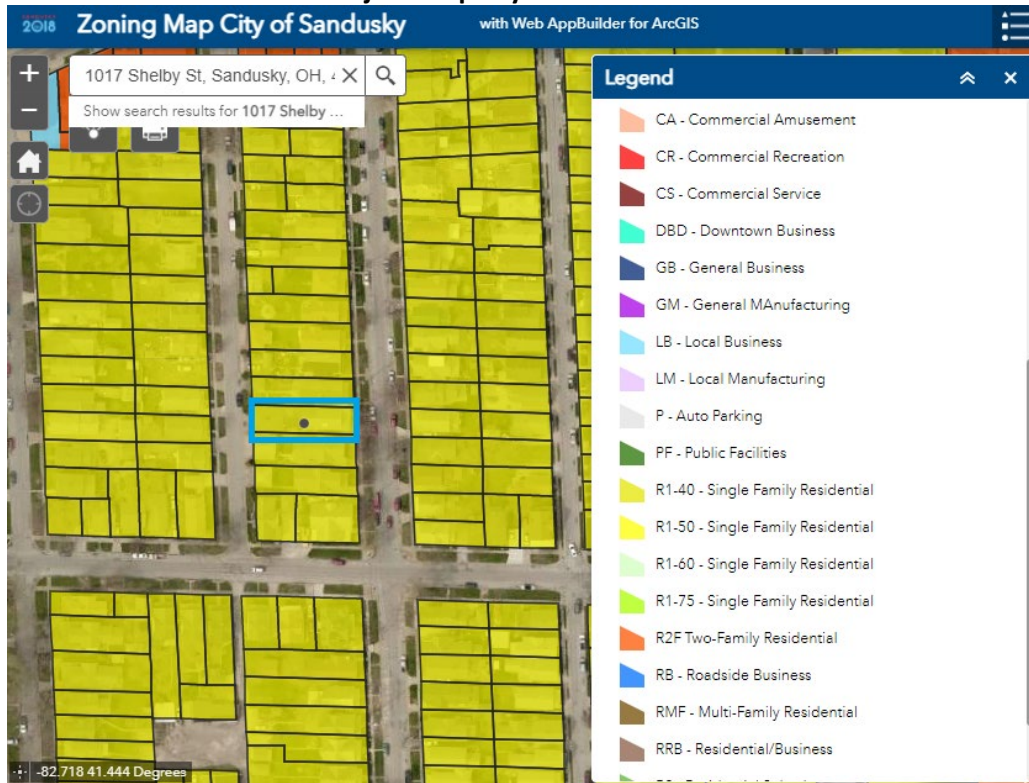 2018 Zoning Map City of Sandusky with Web AppBuilder for ArcGIS
1017 Shelby St, Sandusky, OH, 4
Show search results for 1017 Shelby ...
Legend
CA - Commercial Amusement
CR - Commercial Recreation
CS - Commercial Service
DBD - Downtown Business
GB - General Business
GM - General MAnufacturing
LB - Local Business
LM - Local Manufacturing
P - Auto Parking
PF - Public Facilities
R1-40 - Single Family Residential
R1-50 - Single Family Residential
R1-60 - Single Family Residential
R1-75 - Single Family Residential
R2F Two-Family Residential
RB - Roadside Business
RMF - Multi-Family Residential
RRB - Residential/Business
-82.718 41.444 Degrees